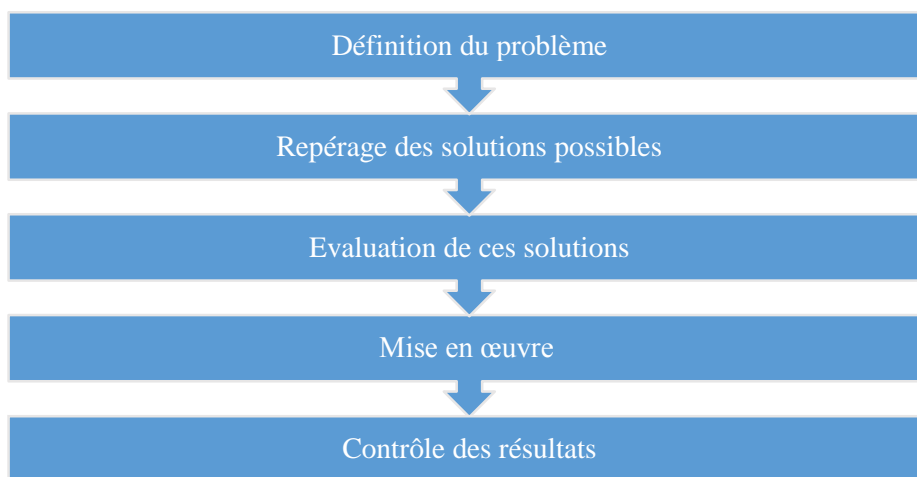 Définition du problème
Repérage des solutions possibles
Evaluation de ces solutions
Mise en œuvre
Contrôle des résultats